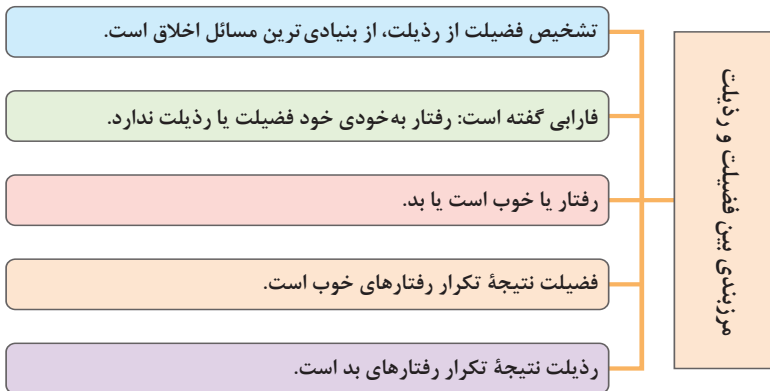 مرزبندی بین فضیلت و رذیلت
تشخیص فضیلت از رذیلت، از بنیادی‌ترین مسائل اخلاق است.
فارابی گفته است: رفتار به‌خودی خود فضیلت یا رذیلت ندارد.
رفتار یا خوب است یا بد.
فضیلت نتیجهٔ تکرار رفتارهای خوب است.
رذیلت نتیجهٔ تکرار رفتارهای بد است.